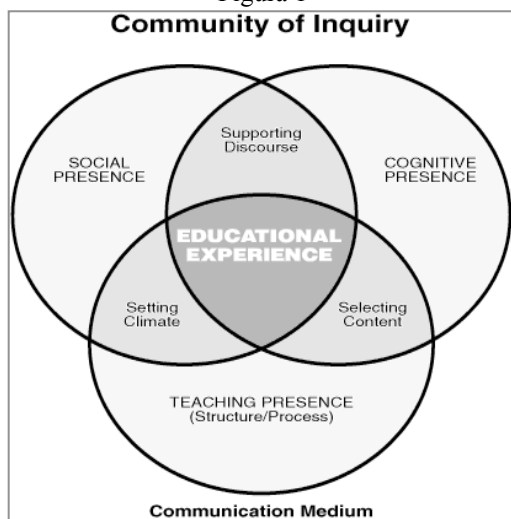 Figura 1
Community of Inquiry
Supporting
Discourse
SOCIAL
PRESENCE
COGNITIVE
PRESENCE
EDUCATIONAL
EXPERIENCE
Setting
Climate
Selecting
Content
TEACHING PRESENCE
(Structure/Process)
Communication Medium